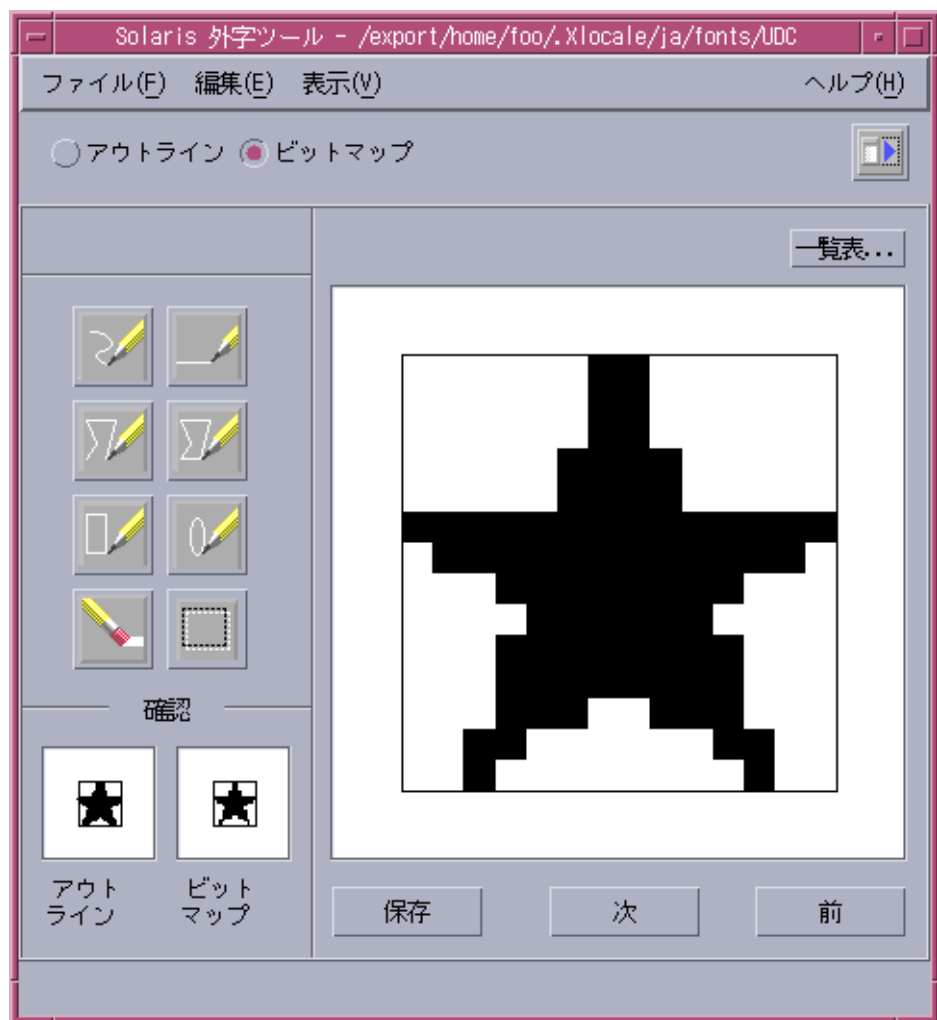 Solaris 外字ツール - /export/home/foo/.Xlocale/ja/fonts/UDC
ファイル(F) 編集(E) 表示(V) ヘルプ(H)
アウトライン ビットマップ
一覧表...
確認
アウト
ライン
ビット
マップ
保存 次 前